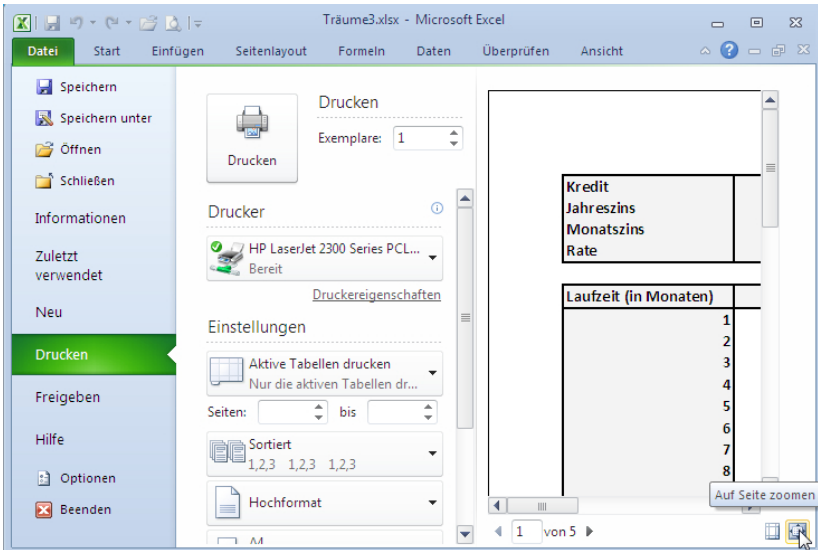 Träume3.xlsx - Microsoft Excel
Datei Start Einfügen Seitenlayout Formeln Daten Überprüfen Ansicht
Speichern
Speichern unter
Öffnen
Schließen
Informationen
Zuletzt
verwendet
Neu
Drucken
Freigeben
Hilfe
Optionen
Beenden
Drucken
Drucken
Exemplare: 1
Drucker
HP LaserJet 2300 Series PCL...
Bereit
Druckereigenschaften
Einstellungen
Aktive Tabellen drucken
Nur die aktiven Tabellen dr...
Seiten: bis
Sortiert
1,2,3 1,2,3 1,2,3
Hochformat
Kredit
Jahreszins
Monatszins
Rate
Laufzeit (in Monaten)
1
2
3
4
5
6
7
8
Auf Seite zoomen
1 von 5